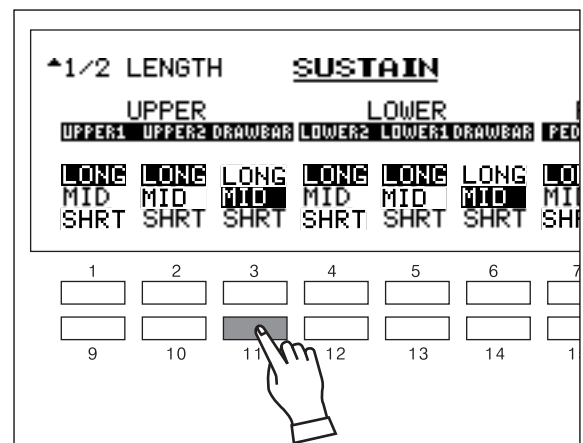 ▲1/2 LENGTH SUSTAIN
UPPER LOWER
UPPER1 UPPER2 DRAWBAR LOWER2 LOWER1 DRAWBAR
LONG LONG LONG LONG LONG LONG
MID MID MID MID MID MID
SHRT SHRT SHRT SHRT SHRT SHRT
1 2 3 4 5 6 7
9 10 11 12 13 14